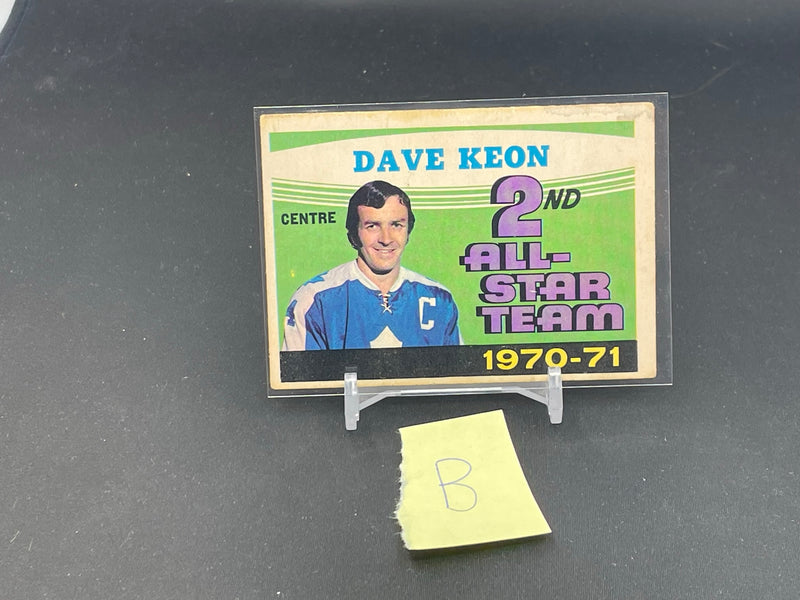 DAVE KEON
CENTRE
2ND
ALL-
STAR
TEAM
C
1970-71
B